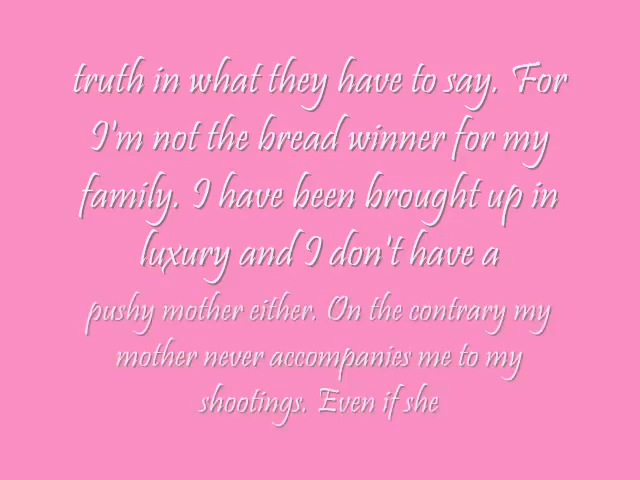 truth in what they have to say. For
I'm not the bread winner for my
family. I have been brought up in
luxury and I don't have a
pushy mother either. On the contrary my
mother never accompanies me to my
shootings. Even if she